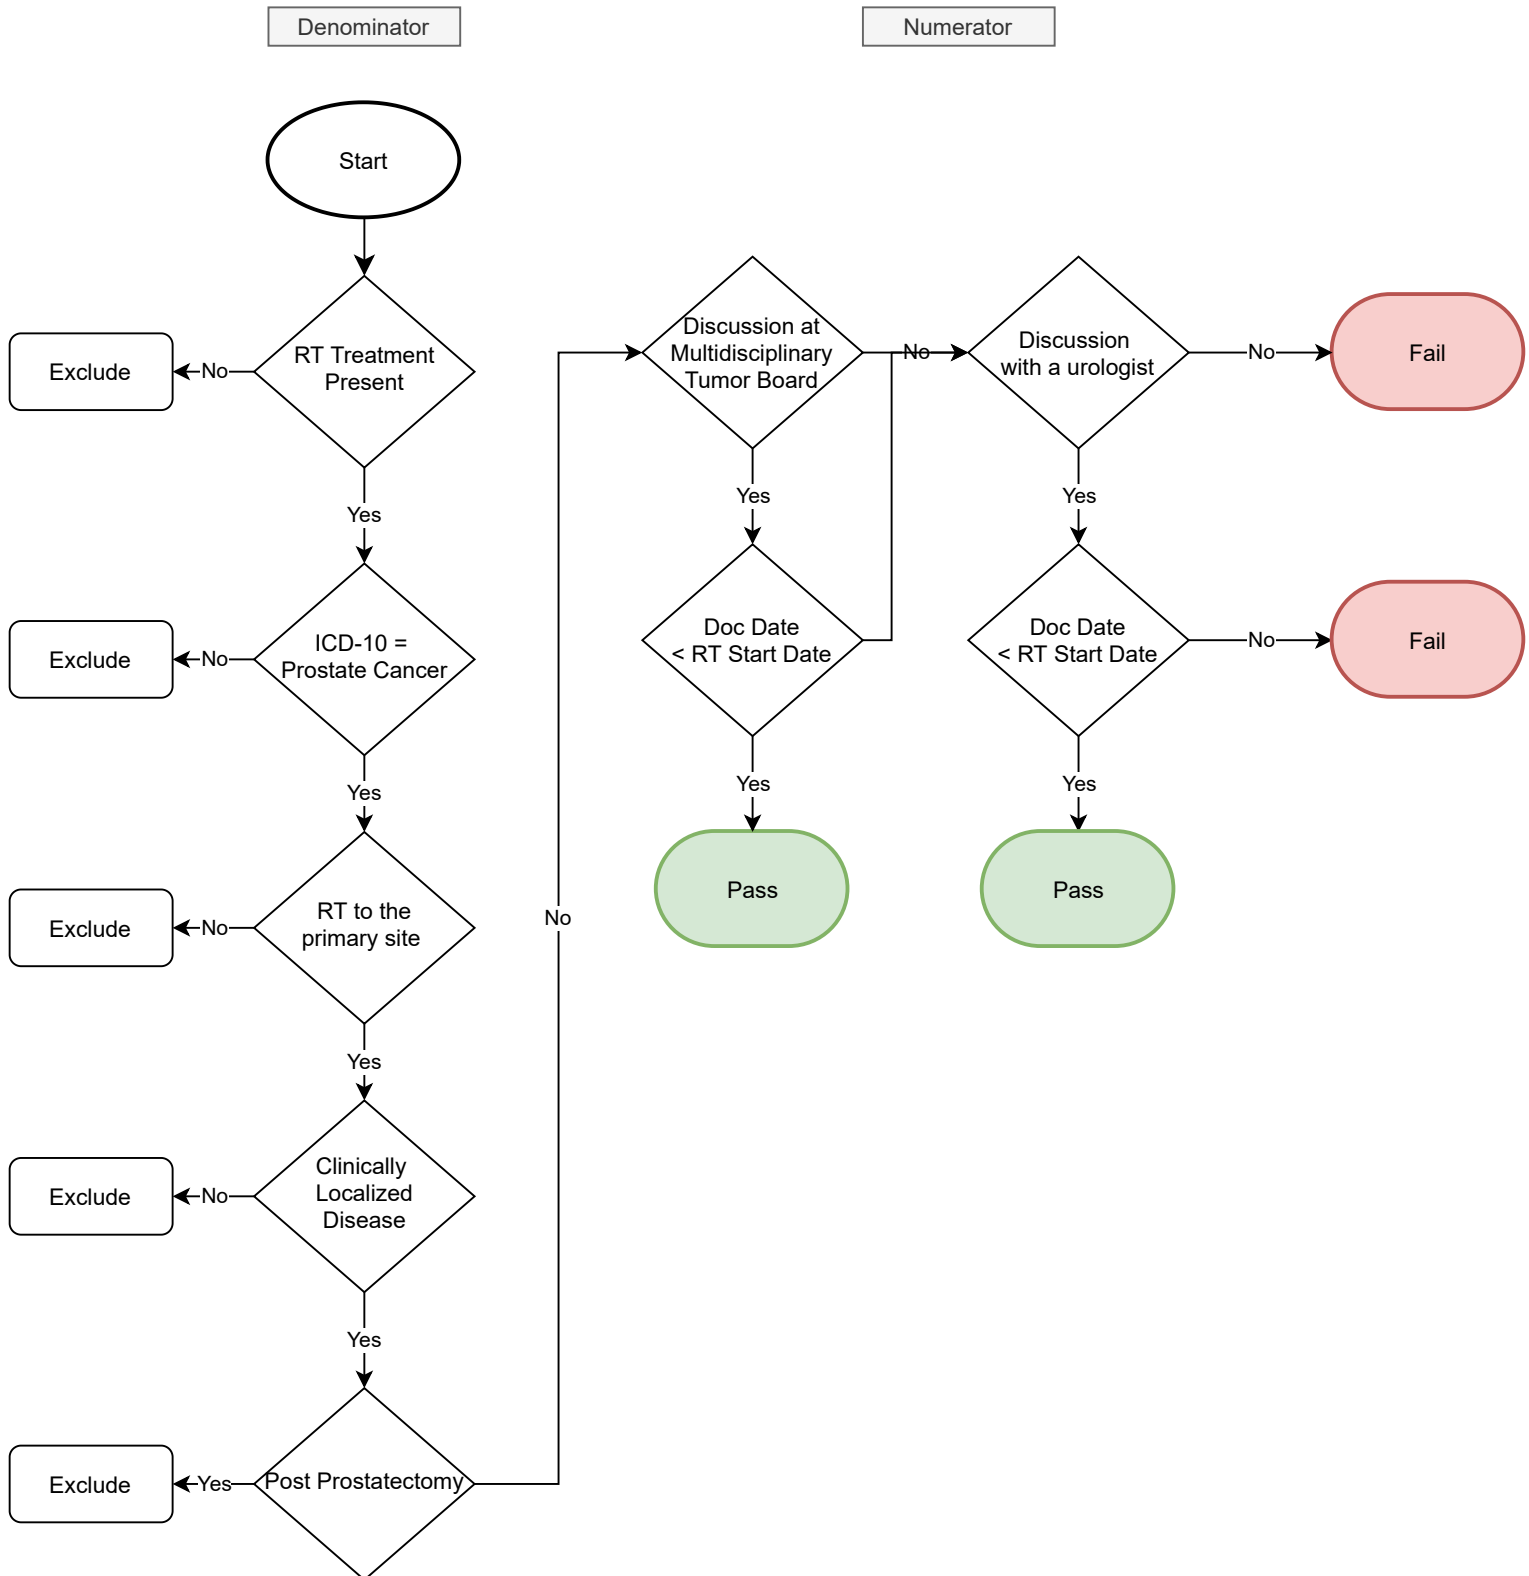 Denominator
Numerator
Start
RT Treatment
Present
No
Exclude
Yes
ICD-10 =
Prostate Cancer
No
Exclude
Yes
RT to the
primary site
No
Exclude
Yes
Clinically
Localized
Disease
No
Exclude
Yes
Post Prostatectomy
Yes
Exclude
No
Discussion at
Multidisciplinary
Tumor Board
No
Yes
Doc Date
< RT Start Date
Yes
Pass
Discussion
with a urologist
No
Fail
Yes
Doc Date
< RT Start Date
No
Fail
Yes
Pass